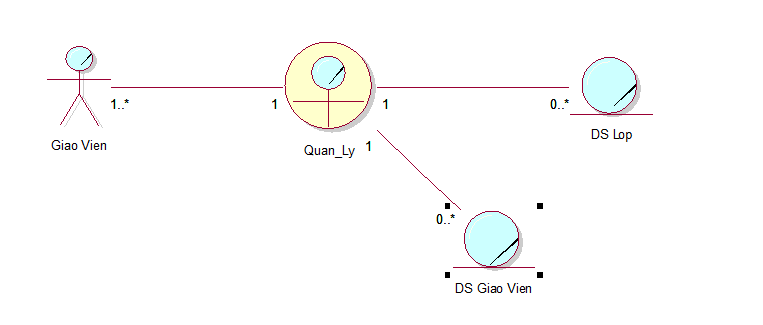 1..*
1
1
0..*
Giao Vien
Quan_Ly
1
DS Lop
0..*
DS Giao Vien